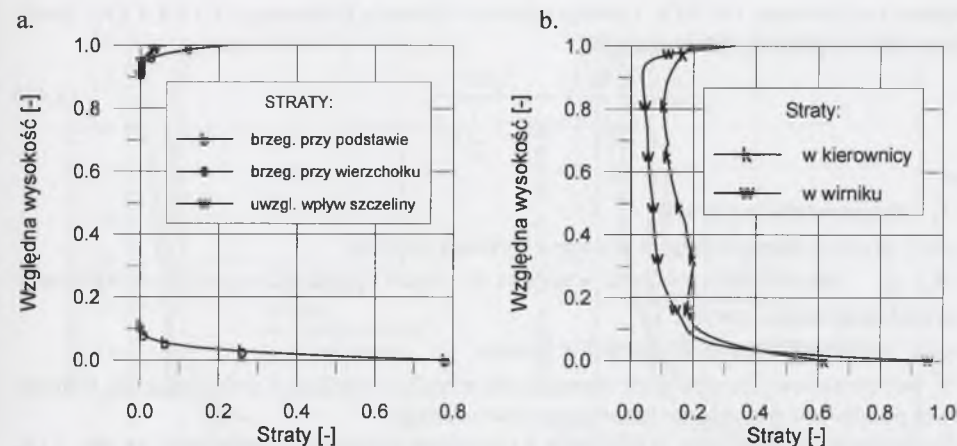 a.
1.0
0.8
0.6
0.4
0.2
0.0
Względna wysokość [-]
STRATY:
brzeg. przy podstawie
brzeg. przy wierzchołku
uwzgl. wpływ szczeliny
0.0 0.2 0.4 0.6 0.8
Straty [-]
b.
1.0
0.8
0.6
0.4
0.2
0.0
Względna wysokość [-]
Straty:
k w kierownicy
w w wirniku
0.0 0.2 0.4 0.6 0.8 1.0
Straty [-]